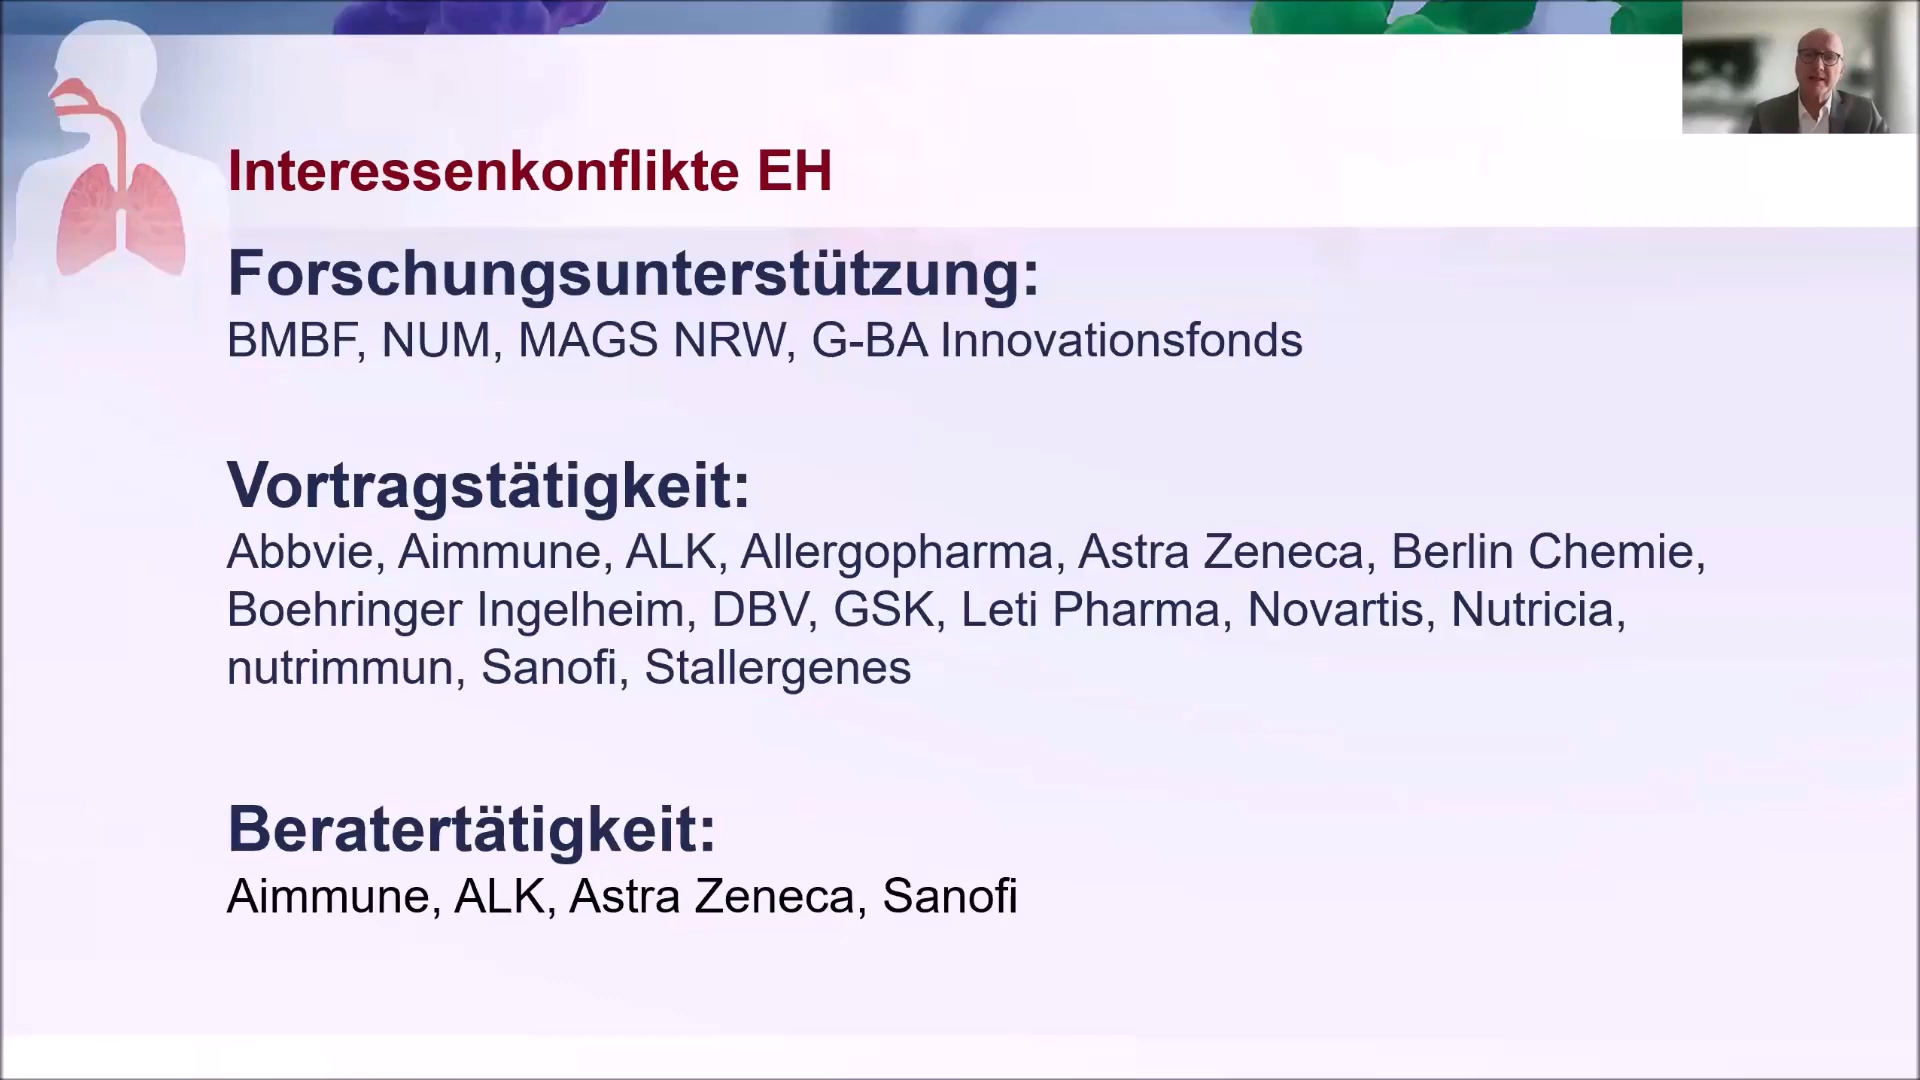 Interessenkonflikte EH
Forschungsunterstützung:
BMBF, NUM, MAGS NRW, G-BA Innovationsfonds
Vortragstätigkeit:
Abbvie, Aimmune, ALK, Allergopharma, Astra Zeneca, Berlin Chemie,
Boehringer Ingelheim, DBV, GSK, Leti Pharma, Novartis, Nutricia,
nutrimmun, Sanofi, Stallergenes
Beratertätigkeit:
Aimmune, ALK, Astra Zeneca, Sanofi